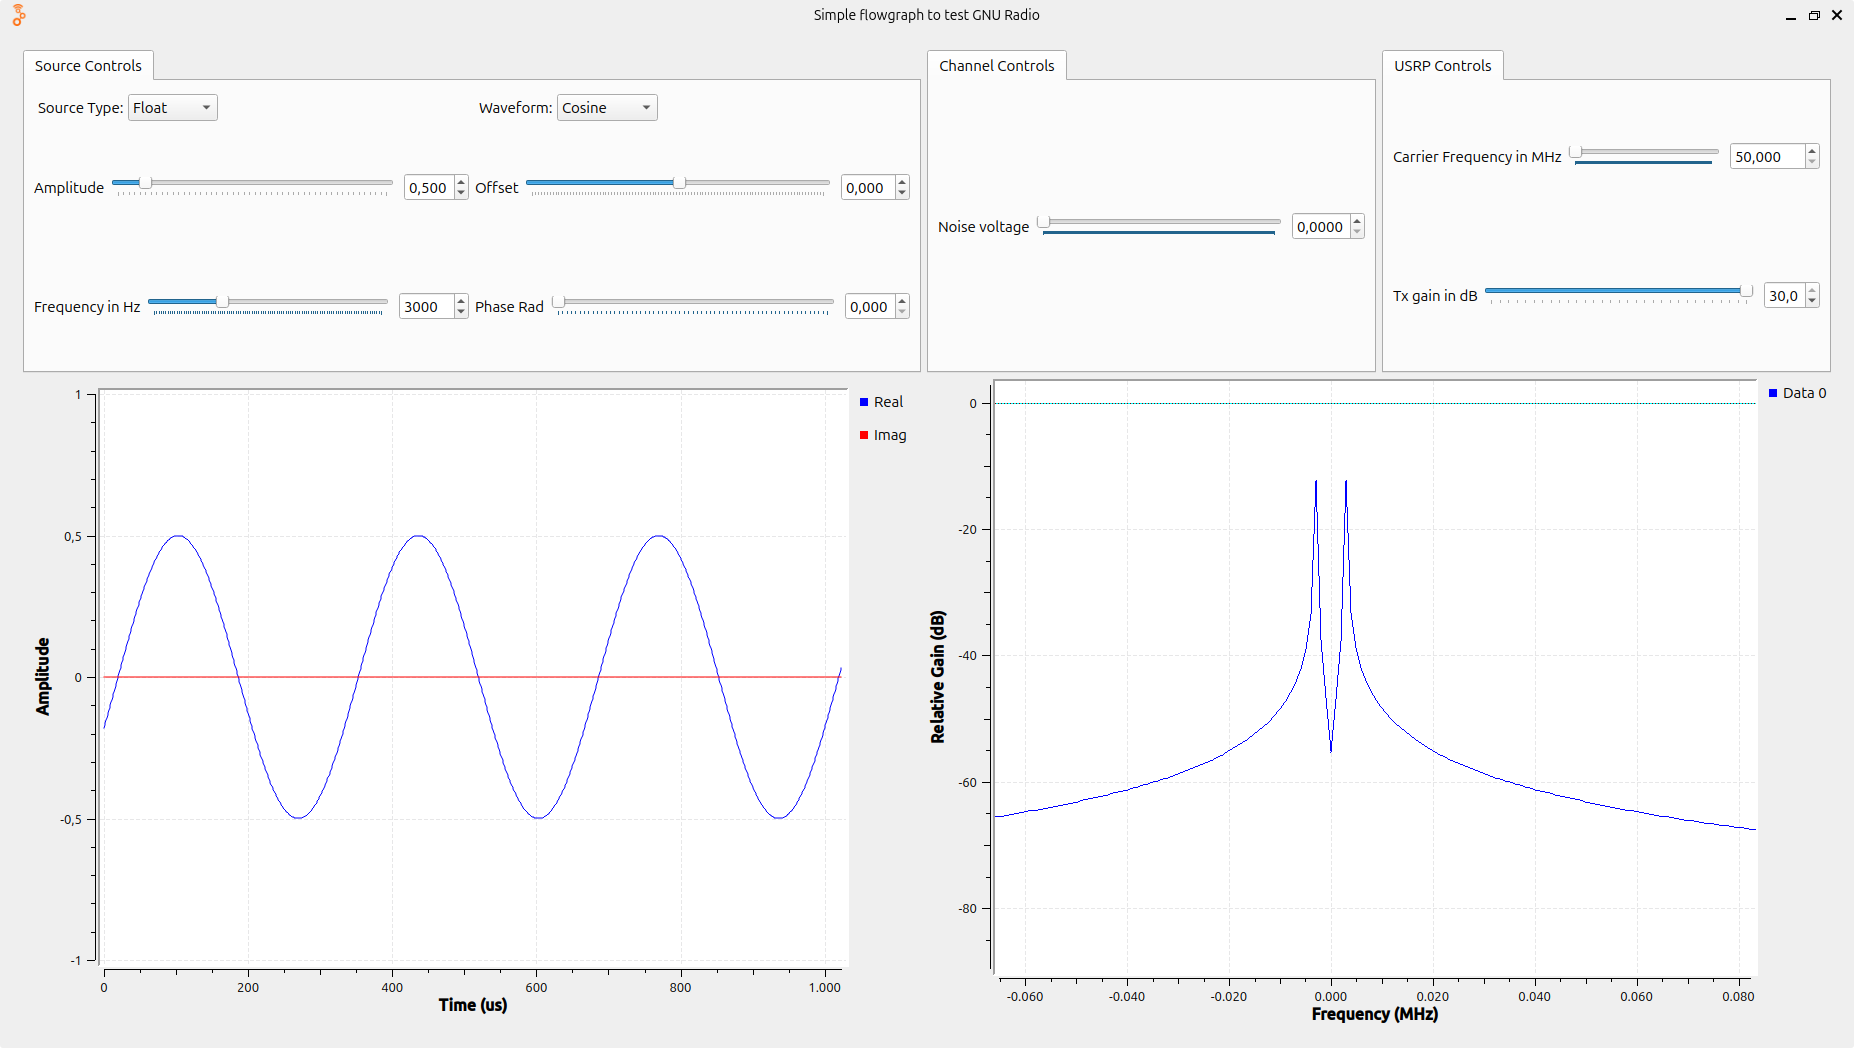 Simple flowgraph to test GNU Radio
Source Controls
Source Type: Float
Waveform: Cosine
Amplitude 0,500
Offset 0,000
Frequency in Hz 3000
Phase Rad 0,000
Channel Controls
Noise voltage 0,0000
USRP Controls
Carrier Frequency in MHz 50,000
Tx gain in dB 30,0
1
0,5
0
-0,5
-1
Amplitude
0 200 400 600 800 1.000
Time (us)
Real
Imag
0
-20
-40
-60
-80
Relative Gain (dB)
-0.060 -0.040 -0.020 0.000 0.020 0.040 0.060 0.080
Frequency (MHz)
Data 0